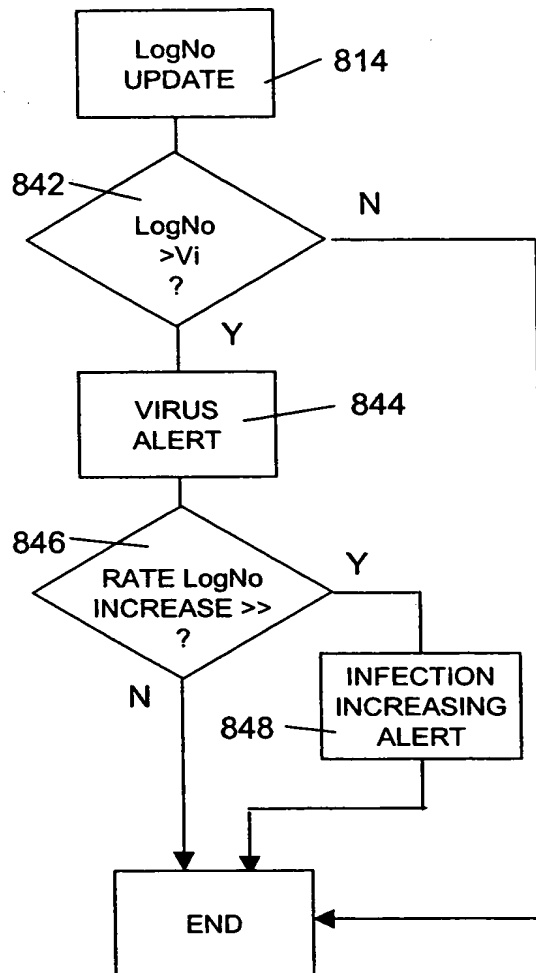 LogNo
UPDATE
814
842
LogNo
>Vi
?
N
Y
VIRUS
ALERT
844
846
RATE LogNo
INCREASE >>
?
Y
N
INFECTION
INCREASING
ALERT
848
END